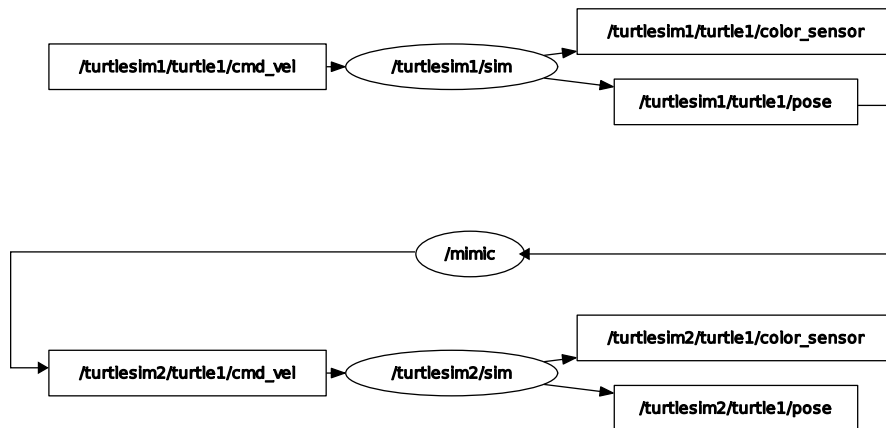 /turtlesim1/turtle1/color_sensor
/turtlesim1/turtle1/cmd_vel
/turtlesim1/sim
/turtlesim1/turtle1/pose
/mimic
/turtlesim2/turtle1/color_sensor
/turtlesim2/turtle1/cmd_vel
/turtlesim2/sim
/turtlesim2/turtle1/pose